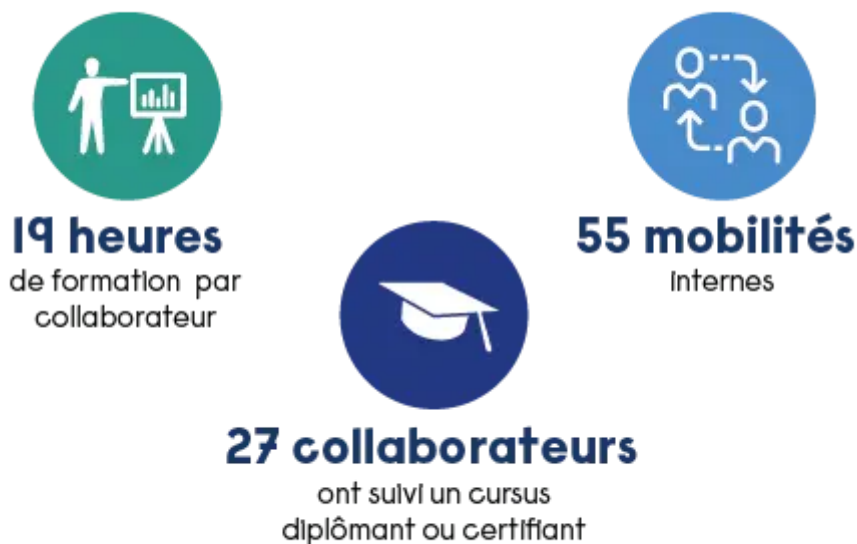 19 heures
de formation par
collaborateur
55 mobilités
internes
27 collaborateurs
ont suivi un cursus
diplômant ou certifiant